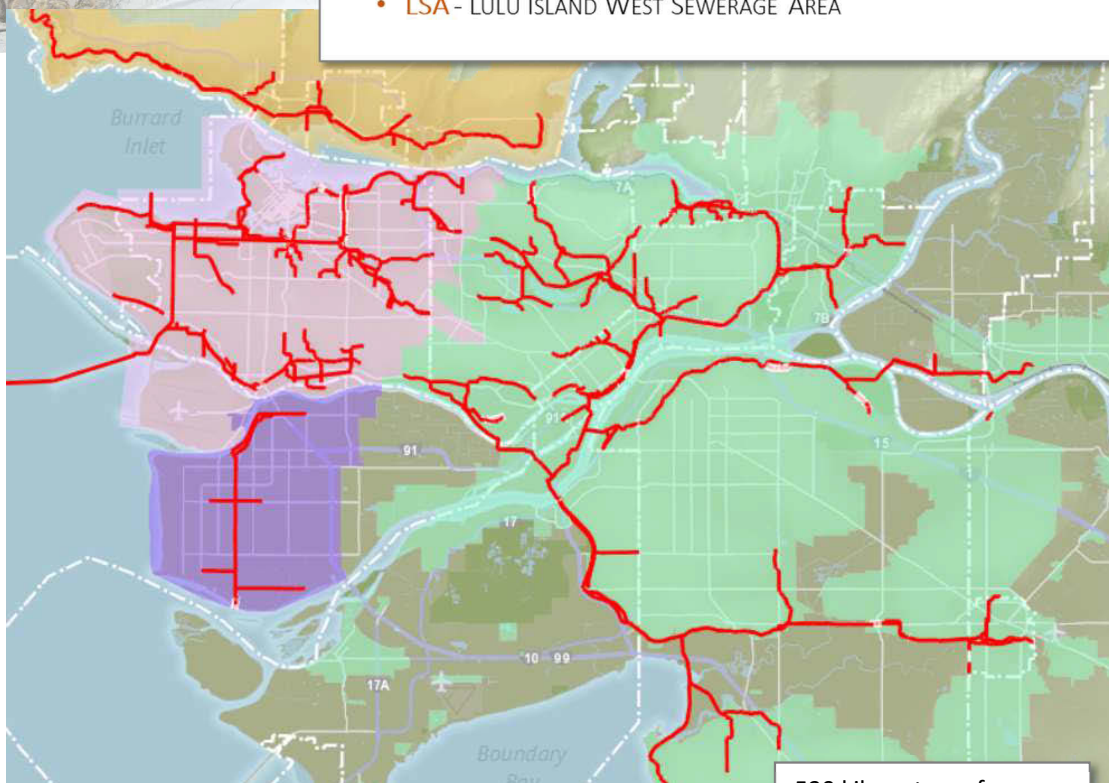 • LSA - LULU ISLAND WEST SEWERAGE AREA
Burrard
Inlet
7A
7B
91
91
15
17
10 99
17A
Boundary
Bay